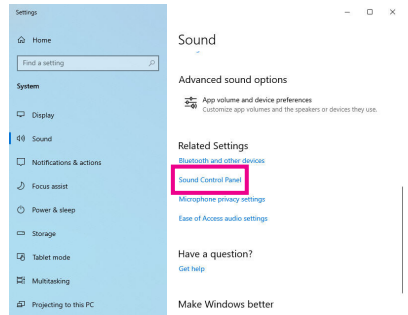 Settings
Home
Find a setting
System
Display
Sound
Notifications & actions
Focus assist
Power & sleep
Storage
Tablet mode
Multitasking
Projecting to this PC
Sound
Advanced sound options
App volume and device preferences
Customize app volumes and the speakers or devices they use.
Related Settings
Bluetooth and other devices
Sound Control Panel
Microphone privacy settings
Ease of Access audio settings
Have a question?
Get help
Make Windows better